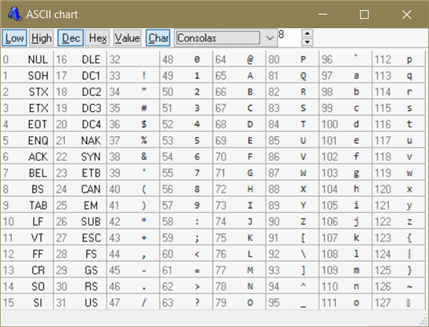 ASCII chart
Low High Dec Hex Value Char Consolas 8
0 NUL 16 DLE 32 48 0 64 @ 80 P 96 ` 112 p
1 SOH 17 DC1 33 ! 49 1 65 A 81 Q 97 a 113 q
2 STX 18 DC2 34 " 50 2 66 B 82 R 98 b 114 r
3 ETX 19 DC3 35 # 51 3 67 C 83 S 99 c 115 s
4 EOT 20 DC4 36 $ 52 4 68 D 84 T 100 d 116 t
5 ENQ 21 NAK 37 % 53 5 69 E 85 U 101 e 117 u
6 ACK 22 SYN 38 & 54 6 70 F 86 V 102 f 118 v
7 BEL 23 ETB 39 ' 55 7 71 G 87 W 103 g 119 w
8 BS 24 CAN 40 ( 56 8 72 H 88 X 104 h 120 x
9 TAB 25 EM 41 ) 57 9 73 I 89 Y 105 i 121 y
10 LF 26 SUB 42 * 58 : 74 J 90 Z 106 j 122 z
11 VT 27 ESC 43 + 59 ; 75 K 91 [ 107 k 123 {
12 FF 28 FS 44 , 60 < 76 L 92 \ 108 l 124 |
13 CR 29 GS 45 - 61 = 77 M 93 ] 109 m 125 }
14 SO 30 RS 46 . 62 > 78 N 94 ^ 110 n 126 ~
15 SI 31 US 47 / 63 ? 79 O 95 _ 111 o 127 ▯